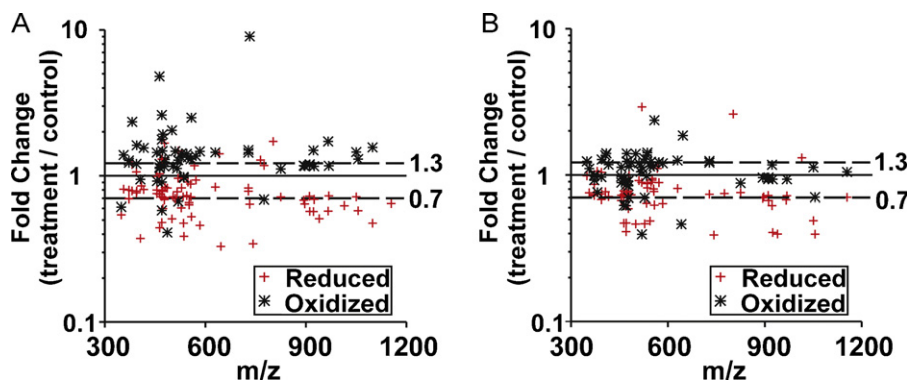 A
Fold Change
(treatment / control)
10
1
0.1
1.3
0.7
Reduced
Oxidized
300 600 900 1200
m/z
B
Fold Change
(treatment Ct / control)
10
1
0.1
1.3
0.7
Reduced
Oxidized
300 600 900 1200
m/z